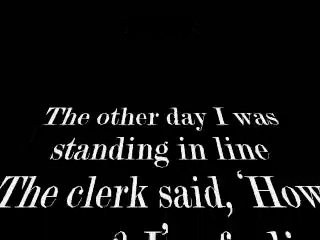 The other day I was
standing in line
The clerk said, 'How